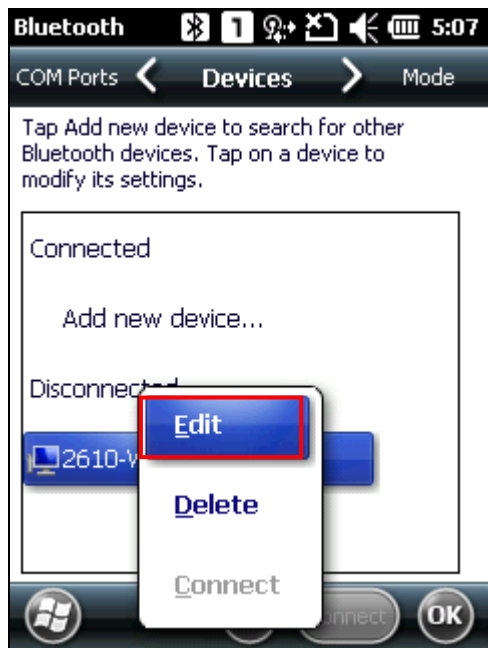 Bluetooth 1 5:07
COM Ports Devices Mode
Tap Add new device to search for other
Bluetooth devices. Tap on a device to
modify its settings.
Connected
Add new device...
Disconnected
Edit
2610-
Delete
Connect
OK